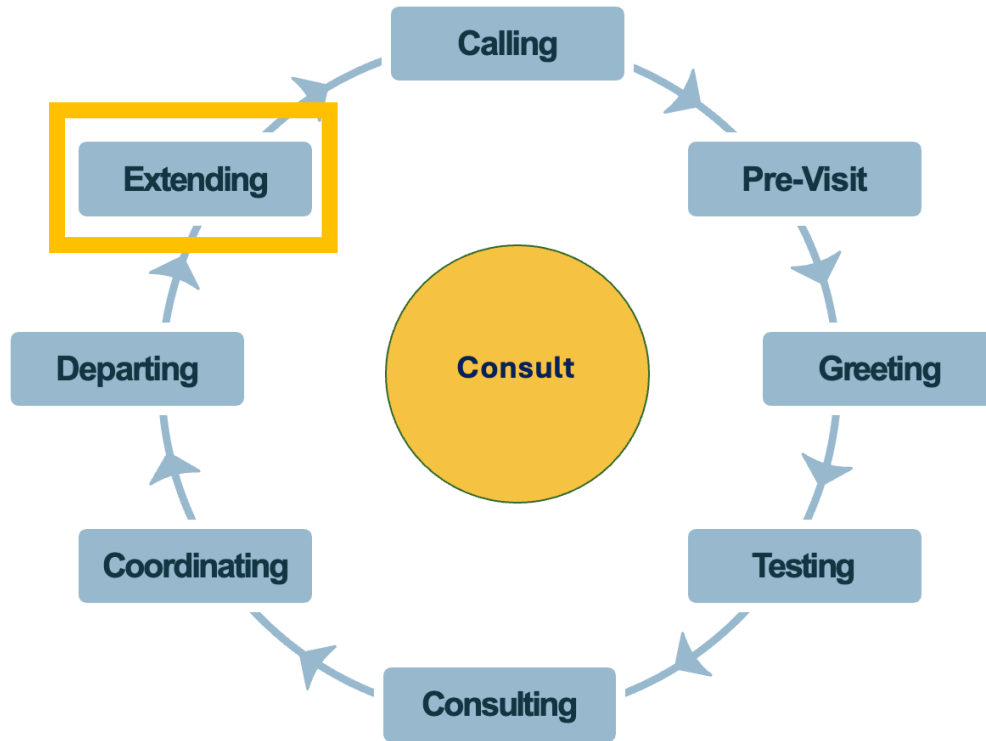 Calling
Extending
Pre-Visit
Consult
Departing
Greeting
Coordinating
Testing
Consulting